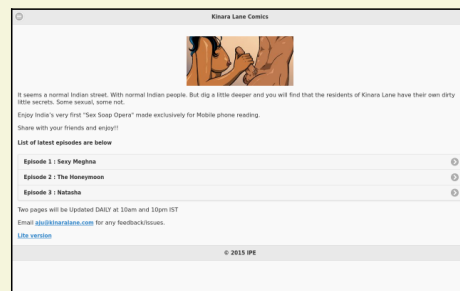 Kinara Lane Comics
It seems a normal Indian street. With normal Indian people. But dig a little deeper and you will find that the residents of Kinara Lane have their own dirty
little secrets. Some sexual, some not.
Enjoy India's very first "Sex Soap Opera" made exclusively for Mobile phone reading.
Share with your friends and enjoy!!
List of latest episodes are below
Episode 1 : Sexy Meghna
Episode 2 : The Honeymoon
Episode 3 : Natasha
Two pages will be Updated DAILY at 10am and 10pm IST
Email aju@kinaralane.com for any feedback/issues.
Lite version
© 2015 IPE